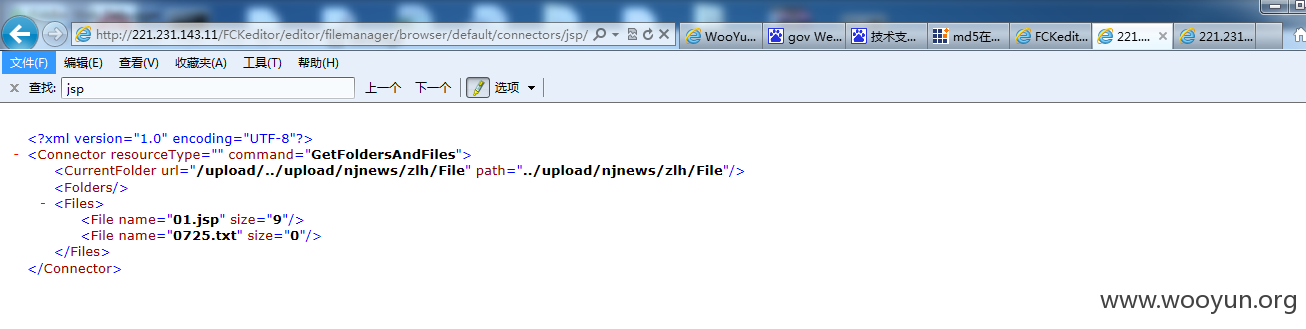 http://221.231.143.11/FCKeditor/editor/filemanager/browser/default/connectors/jsp/
WooYu...
gov We...
技术支...
md5在...
FCKedit...
221....
221.231...
文件(F) 编辑(E) 查看(V) 收藏夹(A) 工具(T) 帮助(H)
查找: jsp 上一个 下一个 选项
<?xml version="1.0" encoding="UTF-8"?>
- <Connector resourceType="" command="GetFoldersAndFiles">
<CurrentFolder url="/upload/../upload/njnews/zlh/File" path="../upload/njnews/zlh/File"/>
<Folders/>
- <Files>
<File name="01.jsp" size="9"/>
<File name="0725.txt" size="0"/>
</Files>
</Connector>
www.wooyun.org